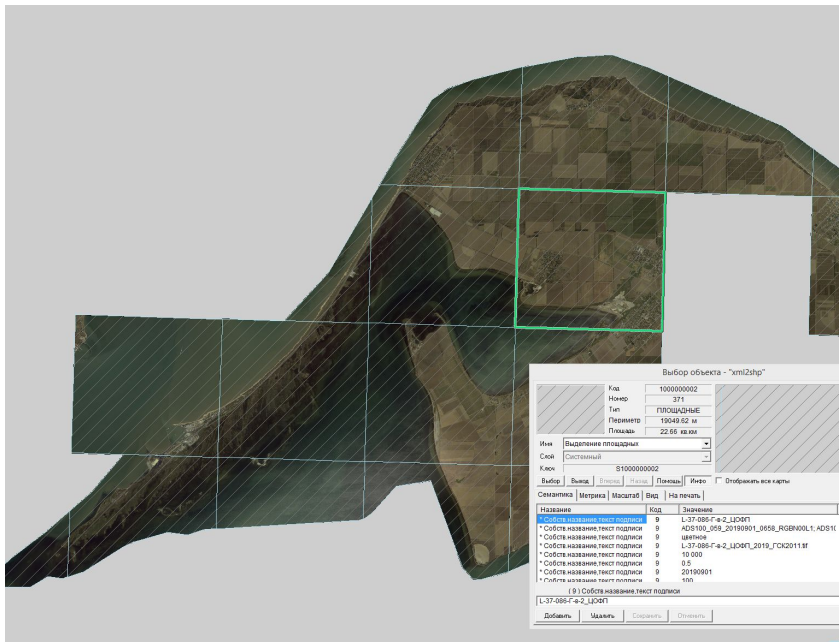 Выбор объекта - "xml2shp"
Код 1000000002
Номер 371
Тип ПЛОЩАДНЫЕ
Периметр 19049.62 м
Площадь 22.66 кв.км
Имя Выделение площадных
Слой Системный
Ключ S1000000002
Выбор Выход Вперед Назад Помощь Инфо Отображать все карты
Семантика Метрика Масштаб Вид На печать
Название Код Значение
* Собств.название,текст подписи 9 L-37-086-Г-в-2_ЦОФП
* Собств.название,текст подписи 9 ADS100_059_20190901_0658_RGBN00L1; ADS1(
* Собств.название,текст подписи 9 цветное
* Собств.название,текст подписи 9 L-37-086-Г-в-2_ЦОФП_2019_ГСК2011.tif
* Собств.название,текст подписи 9 10 000
* Собств.название,текст подписи 9 0.5
* Собств.название,текст подписи 9 20190901
* Собств.название,текст подписи 9 100
( 9 ) Собств.название,текст подписи
L-37-086-Г-в-2_ЦОФП
Добавить Удалить Сохранить Отменить